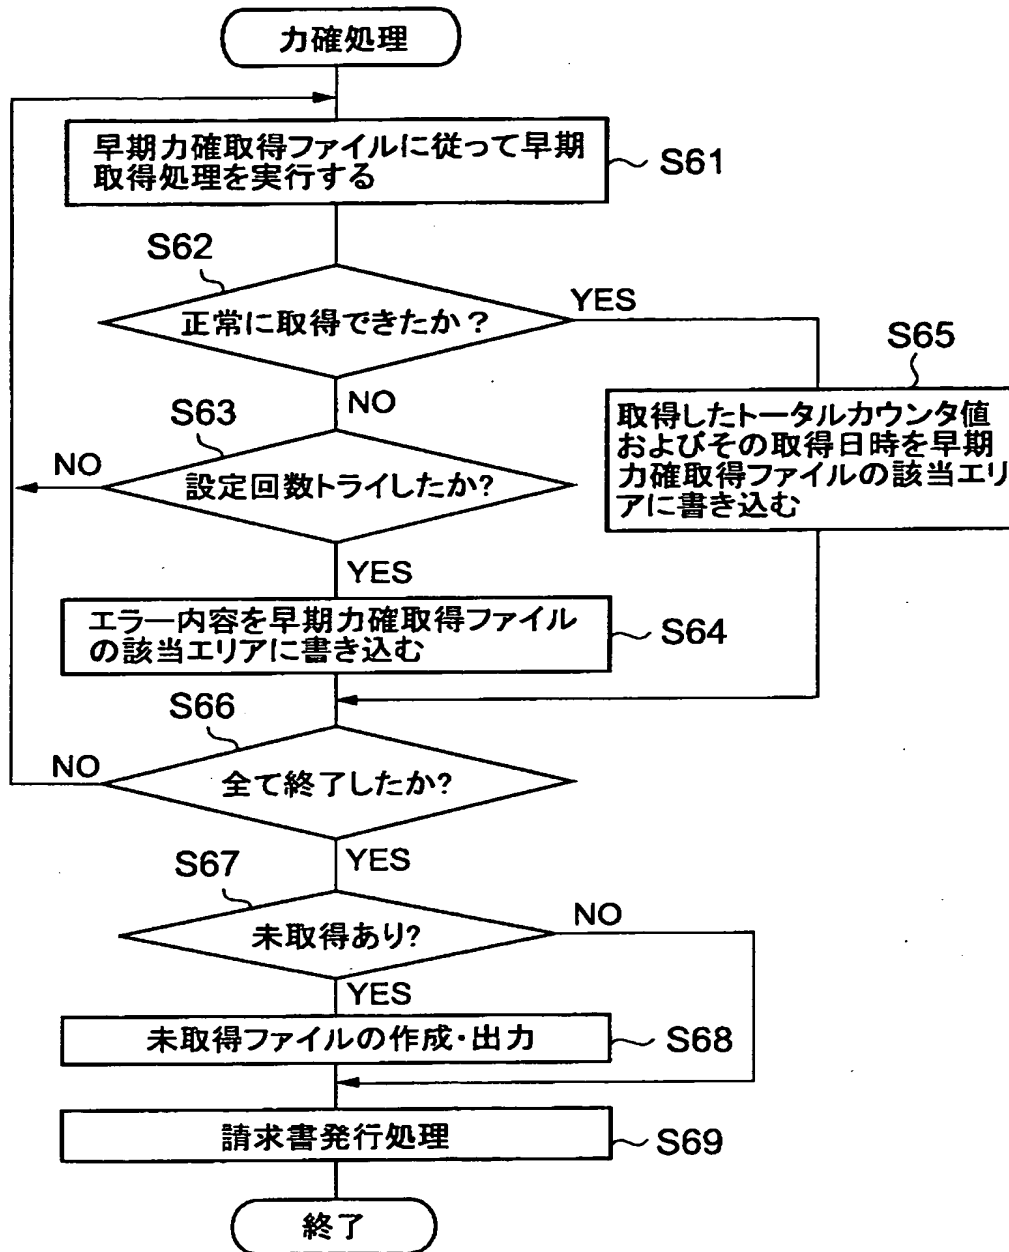 力確処理
早期力確取得ファイルに従って早期
取得処理を実行する
S61
S62
正常に取得できたか?
YES
NO
S65
取得したトータルカウンタ値
およびその取得日時を早期
力確取得ファイルの該当エリ
アに書き込む
S63
NO
設定回数トライしたか?
YES
エラー内容を早期力確取得ファイル
の該当エリアに書き込む
S64
S66
NO
全て終了したか?
YES
S67
未取得あり?
NO
YES
未取得ファイルの作成・出力
S68
請求書発行処理
S69
終了